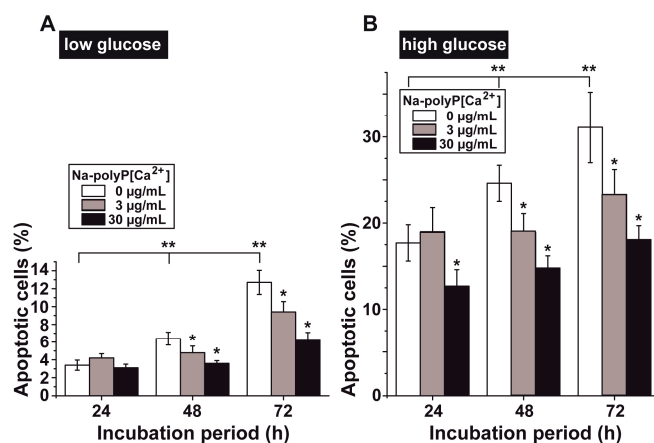 A
low glucose
Na-polyP[Ca2+]
0 µg/mL
3 µg/mL
30 µg/mL
** **
* *
* *
Apoptotic cells (%)
14
12
10
8
6
4
2
0
24 48 72
Incubation period (h)
B
high glucose
** **
Na-polyP[Ca2+]
0 µg/mL
3 µg/mL
30 µg/mL
*
* *
* *
Apoptotic cells (%)
30
20
10
0
24 48 72
Incubation period (h)